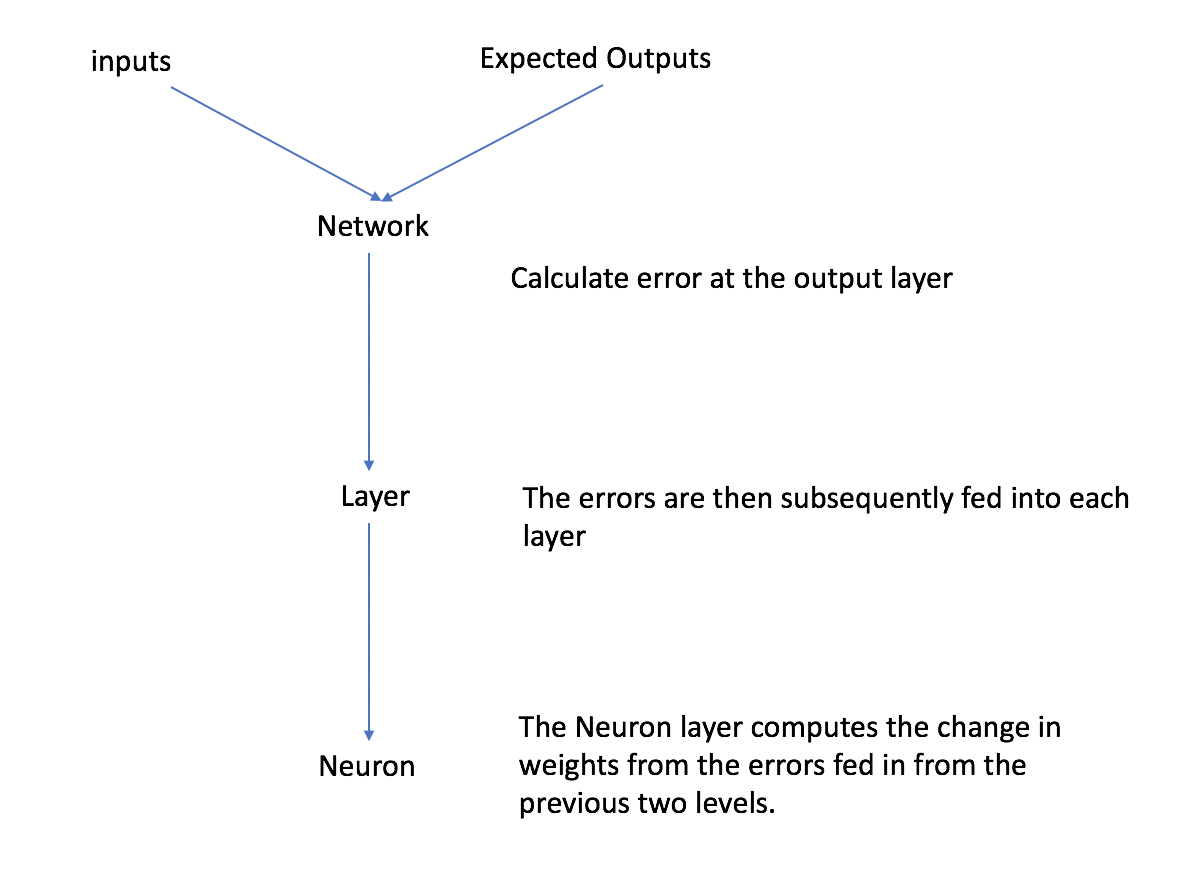 inputs
Expected Outputs
Network
Calculate error at the output layer
Layer
The errors are then subsequently fed into each
layer
Neuron
The Neuron layer computes the change in
weights from the errors fed in from the
previous two levels.